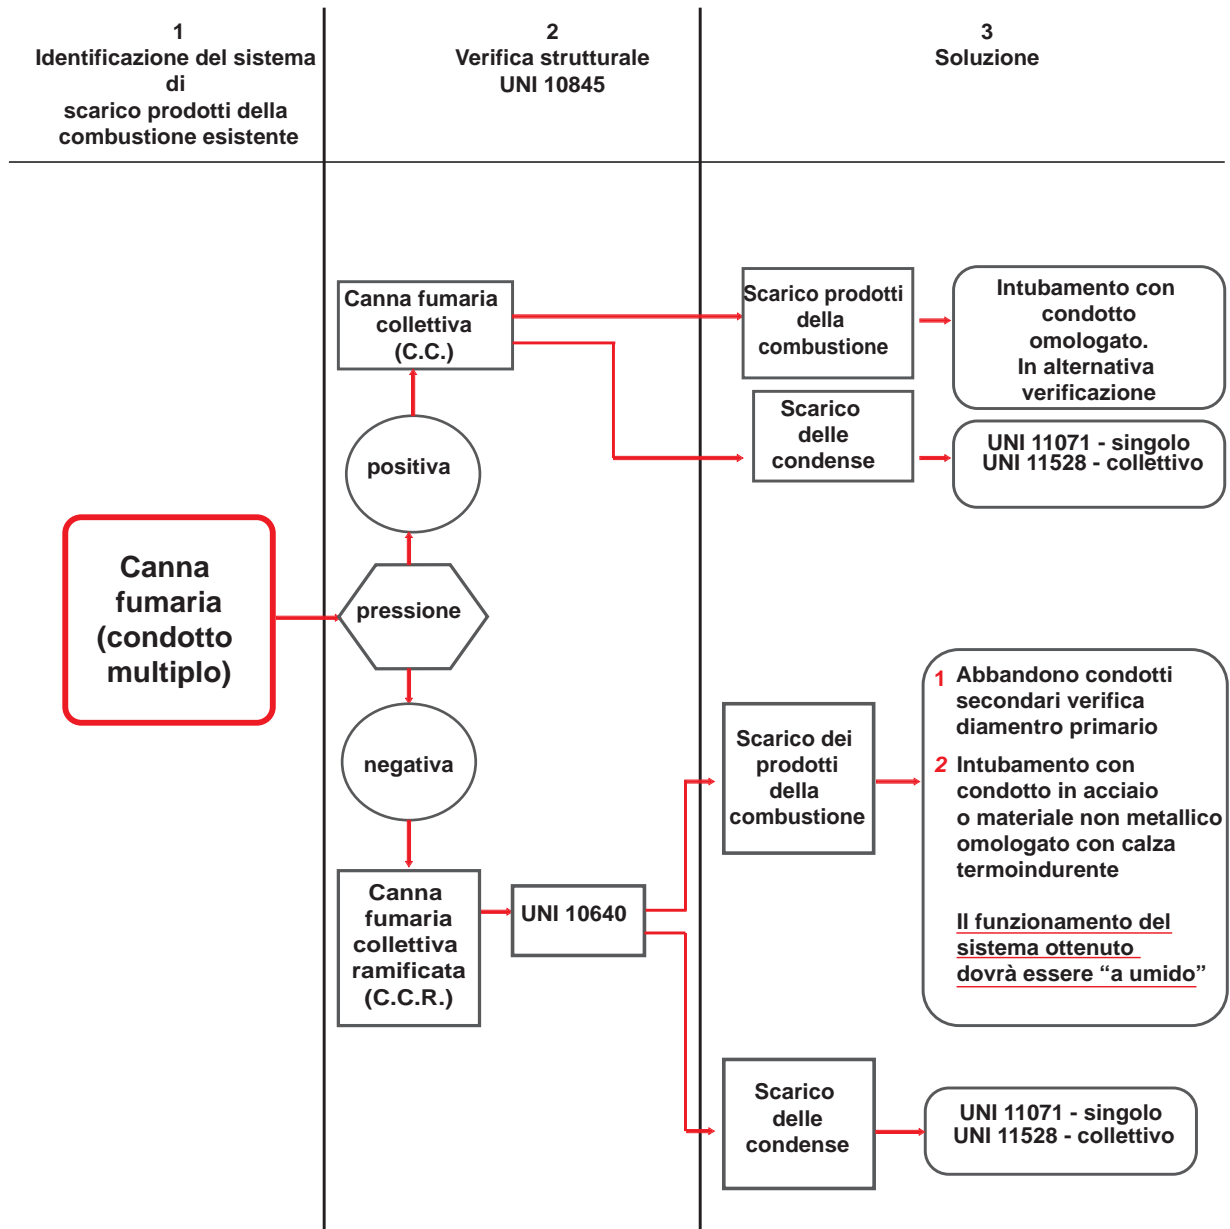 1
Identificazione del sistema
di
scarico prodotti della
combustione esistente
2
Verifica strutturale
UNI 10845
3
Soluzione
Canna
fumaria
(condotto
multiplo)
pressione
positiva
Canna fumaria
collettiva
(C.C.)
Scarico prodotti
della
combustione
Intubamento con
condotto
omologato.
In alternativa
verificazione
Scarico
delle
condense
UNI 11071 - singolo
UNI 11528 - collettivo
negativa
Canna
fumaria
collettiva
ramificata
(C.C.R.)
UNI 10640
Scarico dei
prodotti
della
combustione
1 Abbandono condotti
secondari verifica
diamentro primario
2 Intubamento con
condotto in acciaio
o materiale non metallico
omologato con calza
termoindurente
Il funzionamento del
sistema ottenuto
dovrà essere “a umido”
Scarico
delle
condense
UNI 11071 - singolo
UNI 11528 - collettivo